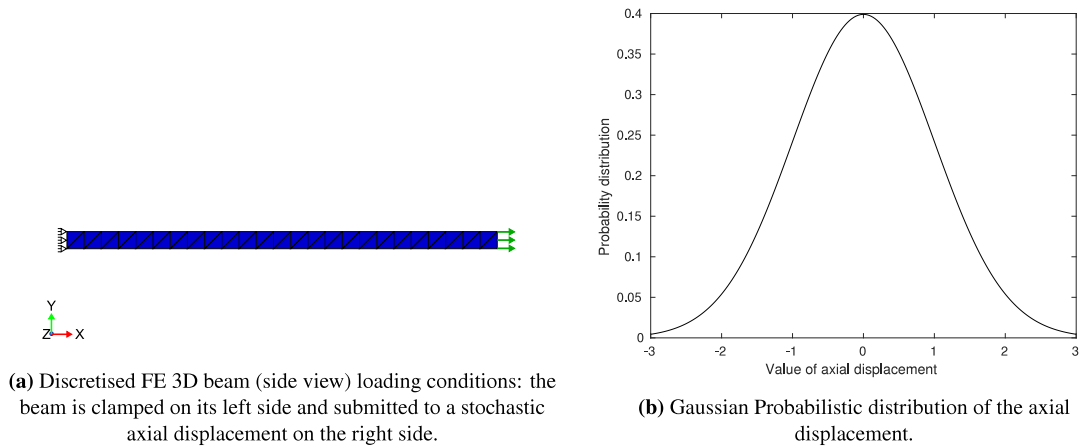 Y
Z X
(a) Discretised FE 3D beam (side view) loading conditions: the
beam is clamped on its left side and submitted to a stochastic
axial displacement on the right side.
0.4
0.35
0.3
0.25
0.2
0.15
0.1
0.05
0
Probability distribution
-3 -2 -1 0 1 2 3
Value of axial displacement
(b) Gaussian Probabilistic distribution of the axial
displacement.